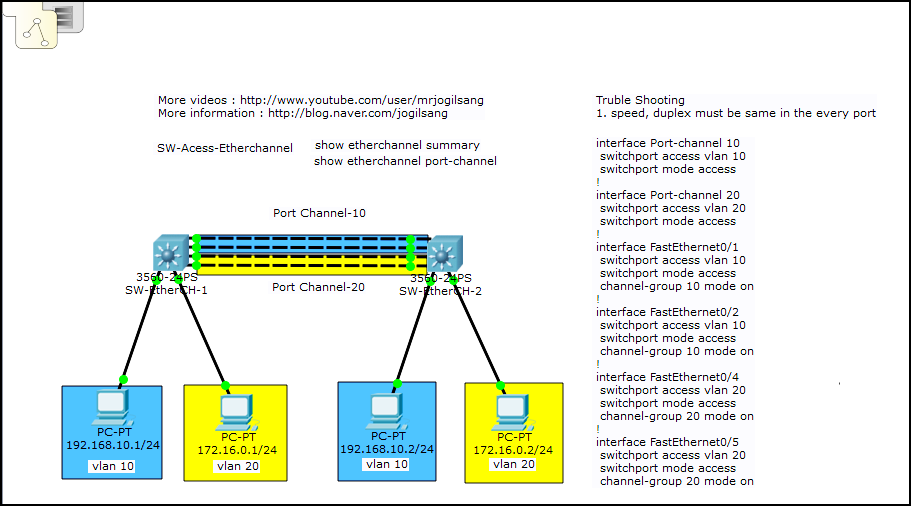 More videos : http://www.youtube.com/user/mrjogilsang
More information : http://blog.naver.com/jogilsang
SW-Acess-Etherchannel
show etherchannel summary
show etherchannel port-channel
Port Channel-10
3560-24PS
SW-EtherCH-1
3560-24PS
SW-EtherCH-2
Port Channel-20
PC-PT
192.168.10.1/24
vlan 10
PC-PT
172.16.0.1/24
vlan 20
PC-PT
192.168.10.2/24
vlan 10
PC-PT
172.16.0.2/24
vlan 20
Truble Shooting
1. speed, duplex must be same in the every port
interface Port-channel 10
switchport access vlan 10
switchport mode access
!
interface Port-channel 20
switchport access vlan 20
switchport mode access
!
interface FastEthernet0/1
switchport access vlan 10
switchport mode access
channel-group 10 mode on
!
interface FastEthernet0/2
switchport access vlan 10
switchport mode access
channel-group 10 mode on
!
interface FastEthernet0/4
switchport access vlan 20
switchport mode access
channel-group 20 mode on
!
interface FastEthernet0/5
switchport access vlan 20
switchport mode access
channel-group 20 mode on